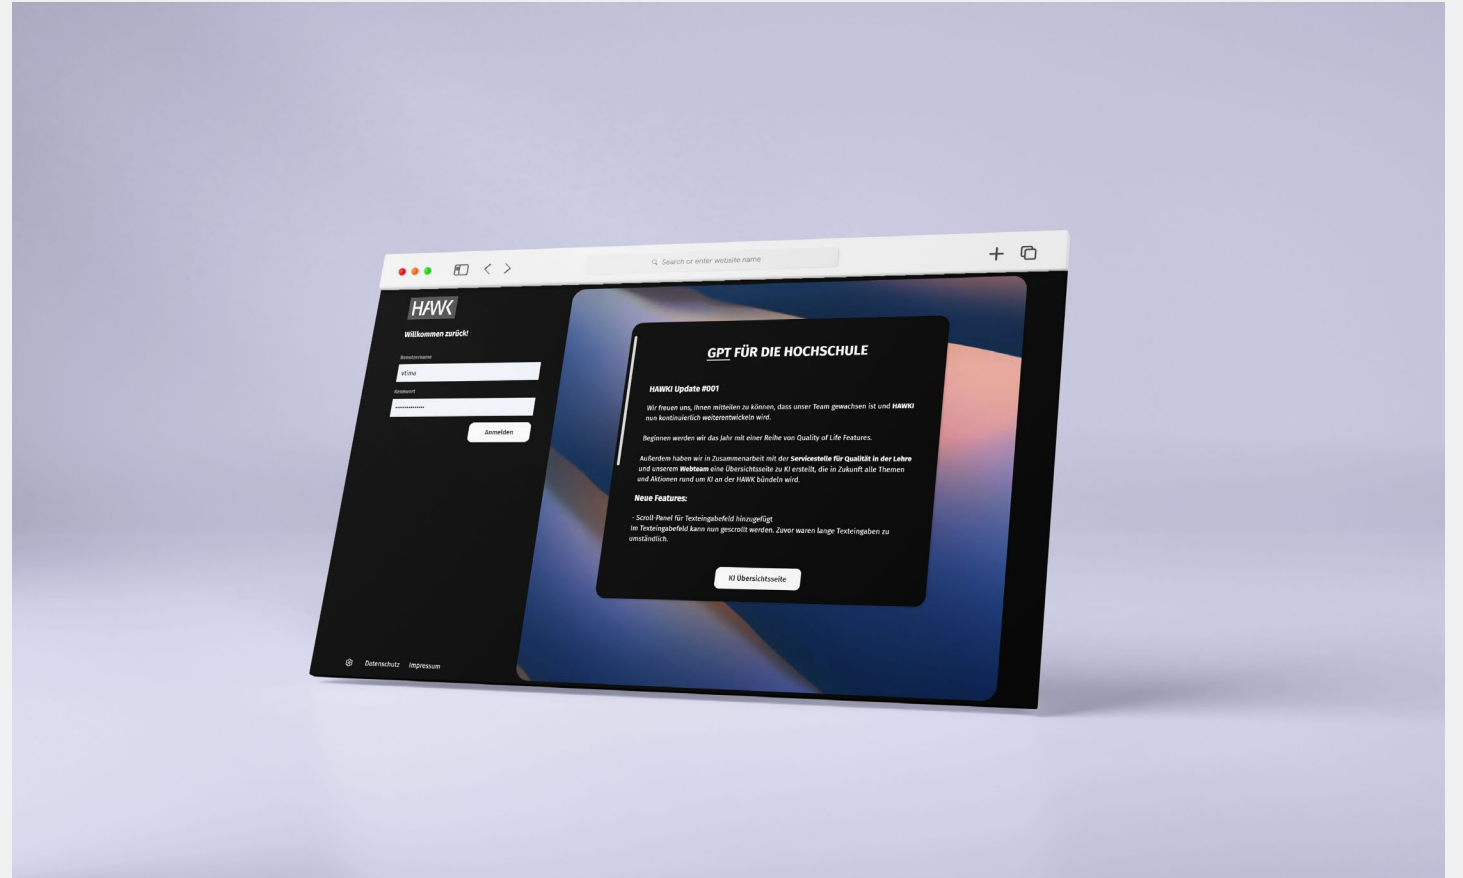 Search or enter website name
HAWK
Willkommen zurück!
Benutzername
vtima
Kennwort
Anmelden
Datenschutz Impressum
GPT FÜR DIE HOCHSCHULE
HAWKI Update #001
Wir freuen uns, Ihnen mitteilen zu können, dass unser Team gewachsen ist und HAWKI
nun kontinuierlich weiterentwickeln wird.
Beginnen werden wir das Jahr mit einer Reihe von Quality of Life Features.
Außerdem haben wir in Zusammenarbeit mit der Servicestelle für Qualität in der Lehre
und unserem Webteam eine Übersichtsseite zu KI erstellt, die in Zukunft alle Themen
und Aktionen rund um KI an der HAWK bündeln wird.
Neue Features:
- Scroll-Panel für Texteingabefeld hinzugefügt
Im Texteingabefeld kann nun gescrollt werden. Zuvor waren lange Texteingaben zu
umständlich.
KI Übersichtsseite